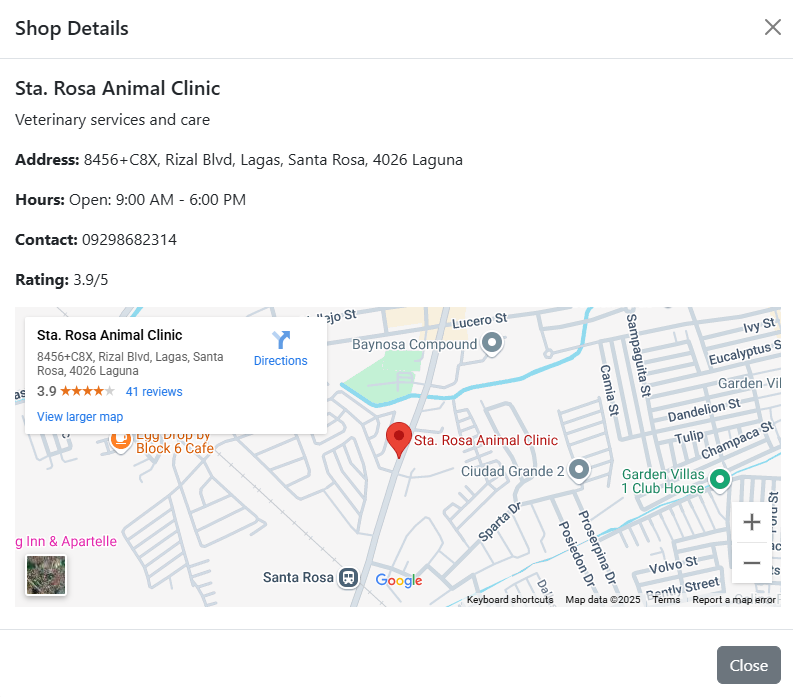 Shop Details
Sta. Rosa Animal Clinic
Veterinary services and care
Address: 8456+C8X, Rizal Blvd, Lagas, Santa Rosa, 4026 Laguna
Hours: Open: 9:00 AM - 6:00 PM
Contact: 09298682314
Rating: 3.9/5
Sta. Rosa Animal Clinic
8456+C8X, Rizal Blvd, Lagas, Santa
Rosa, 4026 Laguna
3.9
41 reviews
View larger map
Directions
Lucero St
Baynosa Compound
Sampaguita St
Ivy St
Eucalyptus S
Camia St
Garden Vil
Dandelion St
Tulip
Champaca St
Egg Drop by
Block 6 Cafe
Sta. Rosa Animal Clinic
Ciudad Grande 2
Garden Villas
1 Club House
Sparta Dr
Posiedon Dr
Proserpina Dr
g Inn & Apartelle
Santa Rosa
Google
Volvo St
Bently Street
Keyboard shortcuts
Map data ©2025
Terms
Report a map error
Close